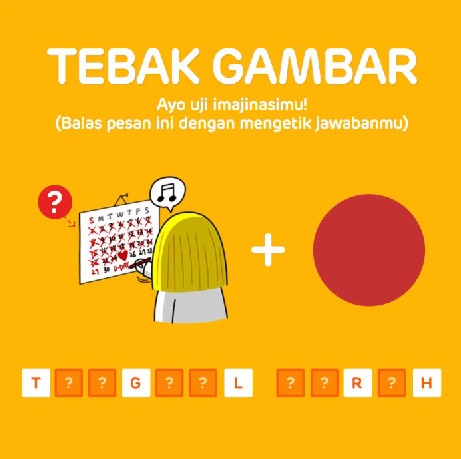 TEBAK GAMBAR
Ayo uji imajinasimu!
(Balas pesan ini dengan mengetik jawabanmu)
?
S M T W T F S
T ? ? G ? ? L ? ? R ? H